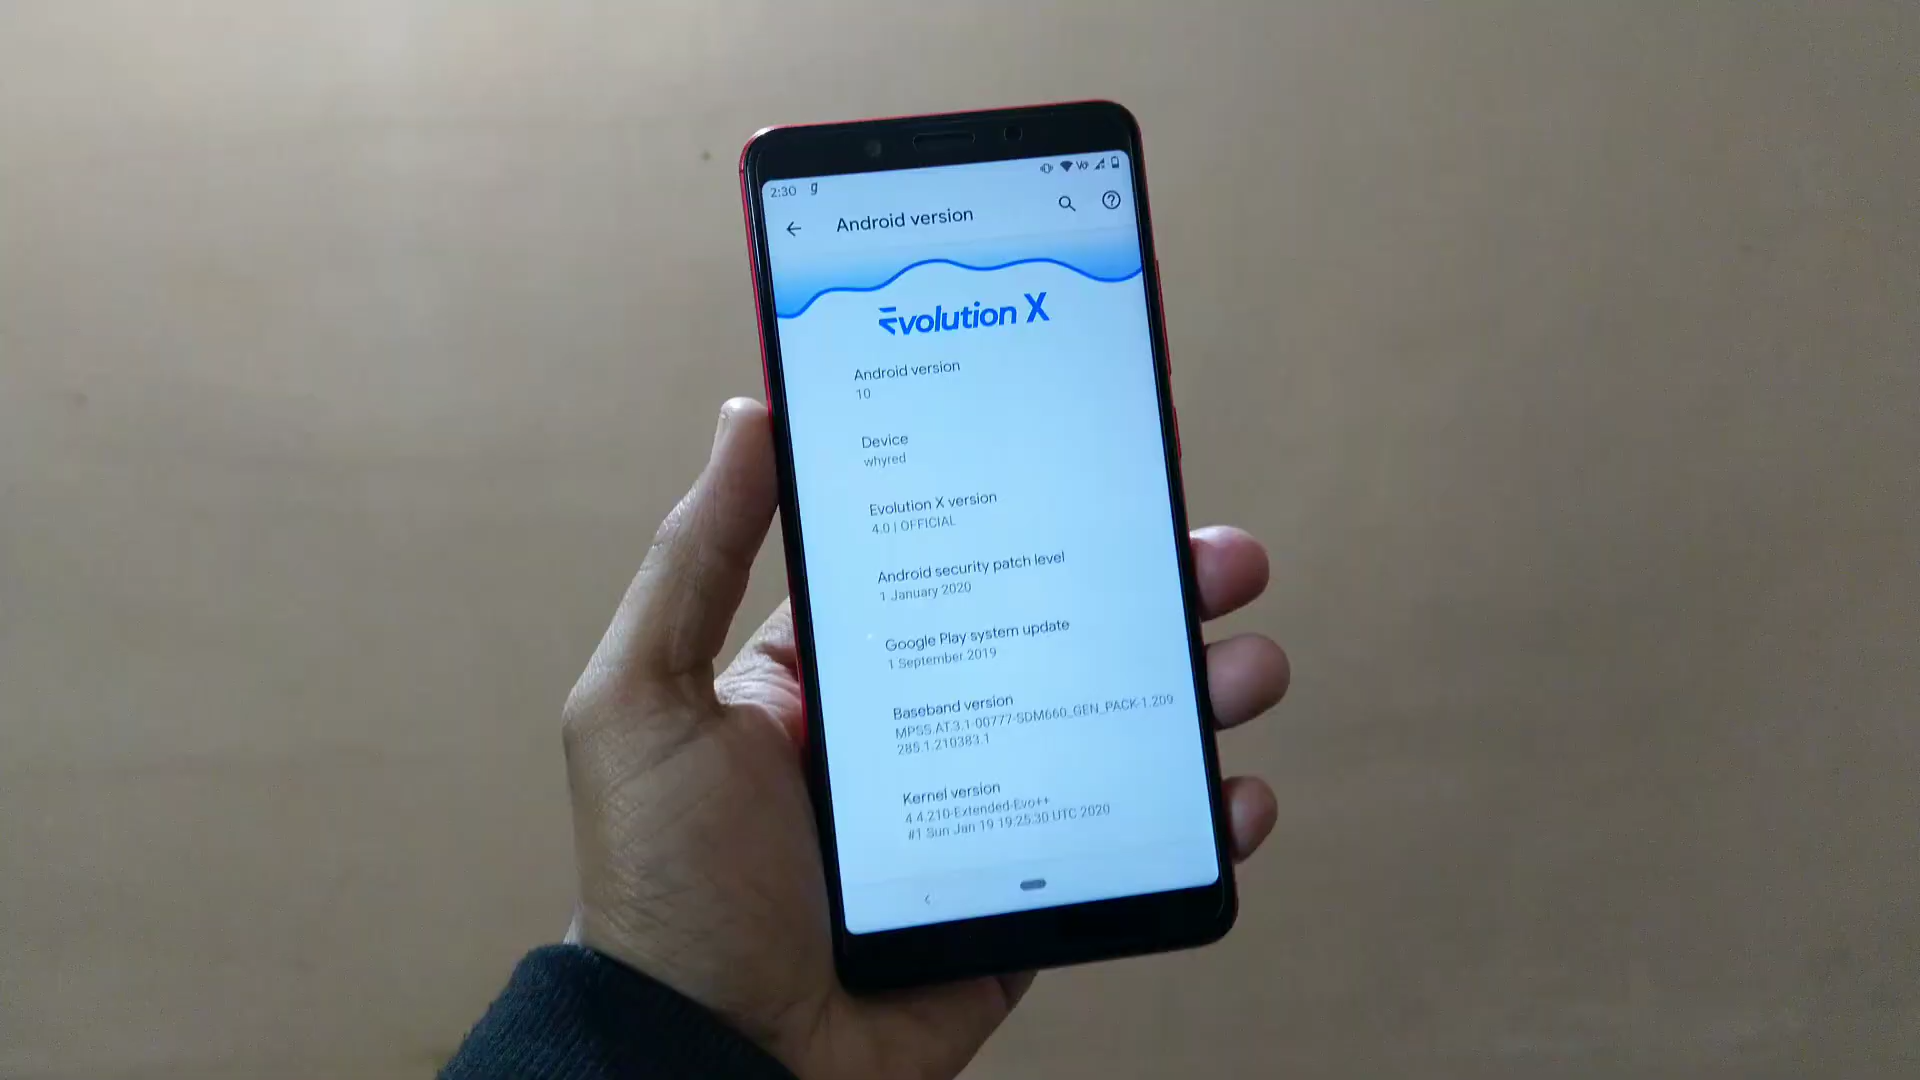 2:30 g Vo
Android version
Evolution X
Android version
10
Device
whyred
Evolution X version
4.0 | OFFICIAL
Android security patch level
1 January 2020
Google Play system update
1 September 2019
Baseband version
MPSS.AT.3.1-00777-SDM660_GEN_PACK-1.209
285.1.210383.1
Kernel version
4.4.210-Extended-Evo++
#1 Sun Jan 19 19:25:30 UTC 2020